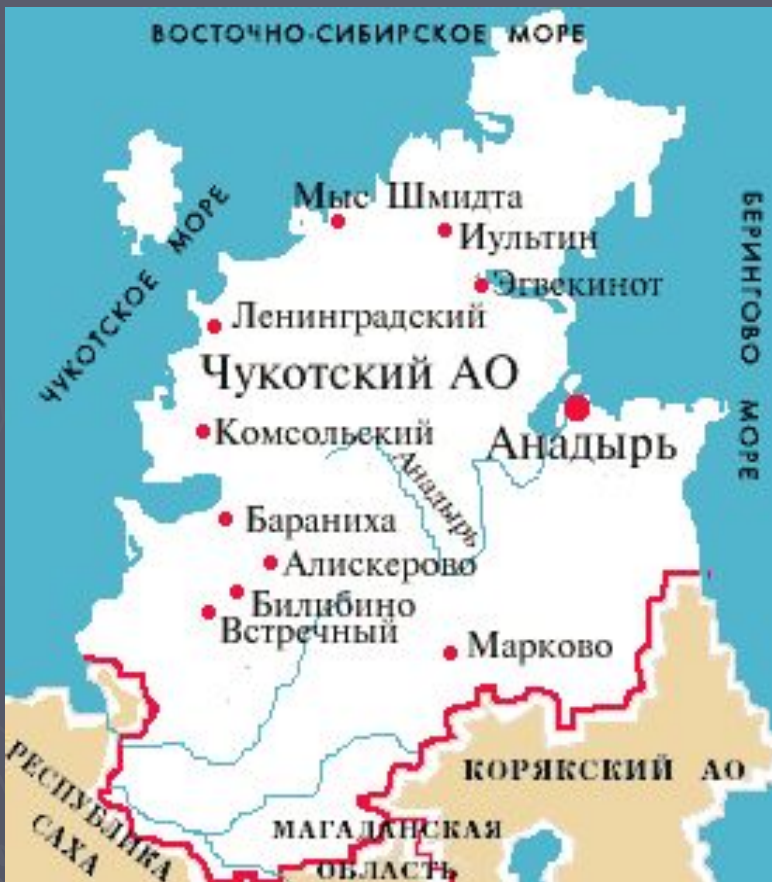 ВОСТОЧНО-СИБИРСКОЕ МОРЕ
ЧУКОТСКОЕ МОРЕ
БЕРИНГОВО МОРЕ
Мыс Шмидта
Иультин
Эгвекинот
Ленинградский
Чукотский АО
Комсольский
Анадырь
Анадырь
Бараниха
Алискерово
Билибино
Встречный
Марково
КОРЯКСКИЙ АО
РЕСПУБЛИКА
САХА
МАГАДАНСКАЯ
ОБЛАСТЬ